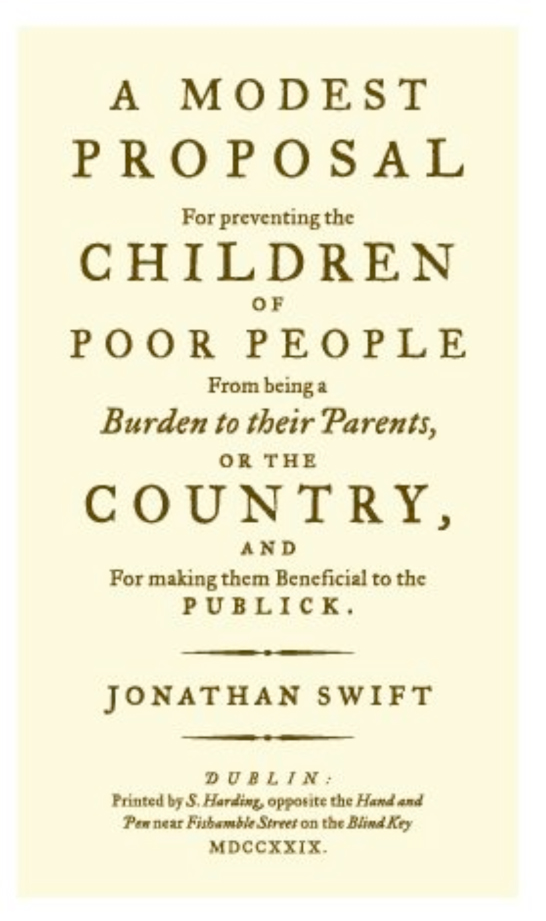 A MODEST
PROPOSAL
For preventing the
CHILDREN
OF
POOR PEOPLE
From being a
Burden to their Parents,
OR THE
COUNTRY,
AND
For making them Beneficial to the
PUBLICK.
JONATHAN SWIFT
DUBLIN:
Printed by S. Harding, opposite the Hand and
Pen near Fishamble Street on the Blind Key
MDCCXXIX.